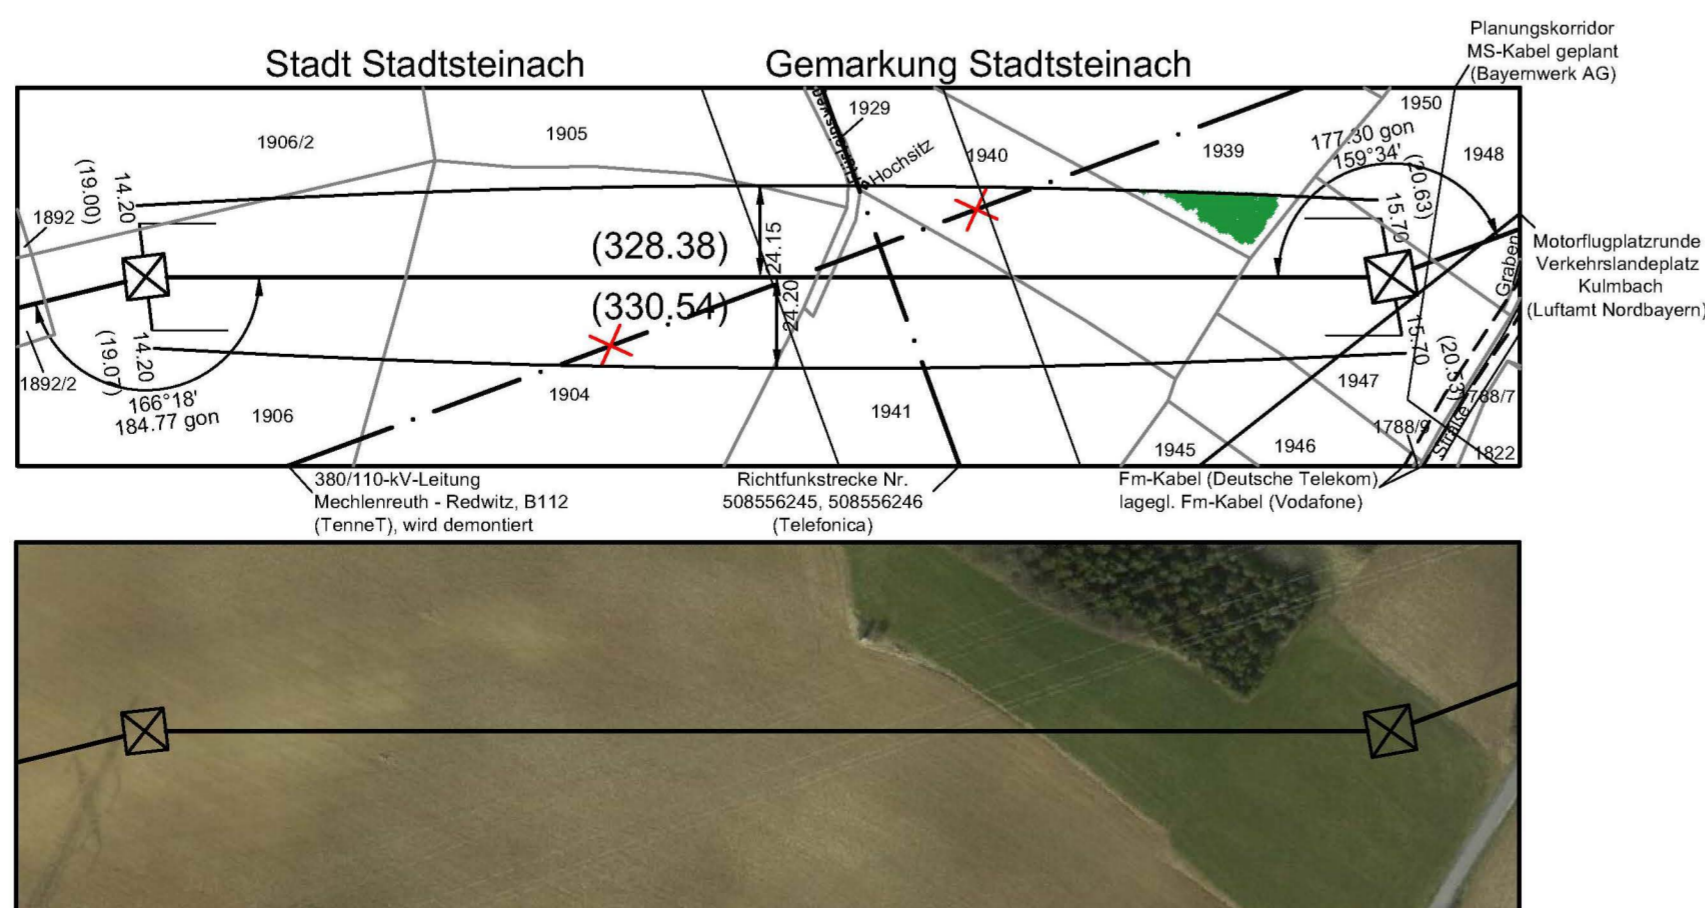 Stadt Stadtsteinach
Gemarkung Stadtsteinach
Planungskorridor
MS-Kabel geplant
(Bayernwerk AG)
1906/2
1905
1929
Hochsitz
1940
1939
177.30 gon
159°34'
1950
1948
(20.63)
15.70
1892
(19.00)
14.20
(328.38)
24.15
(330.54)
24.20
Graben
Motorflugplatzrunde
Verkehrslandeplatz
Kulmbach
(Luftamt Nordbayern)
1892/2
(19.07)
14.20
166°18'
184.77 gon
1906
1904
1941
15.70
(20.53)
1947
1788/7
1788/9
Straße
1945
1946
1822
380/110-kV-Leitung
Mechlenreuth - Redwitz, B112
(TenneT), wird demontiert
Richtfunkstrecke Nr.
508556245, 508556246
(Telefonica)
Fm-Kabel (Deutsche Telekom)
lagegl. Fm-Kabel (Vodafone)